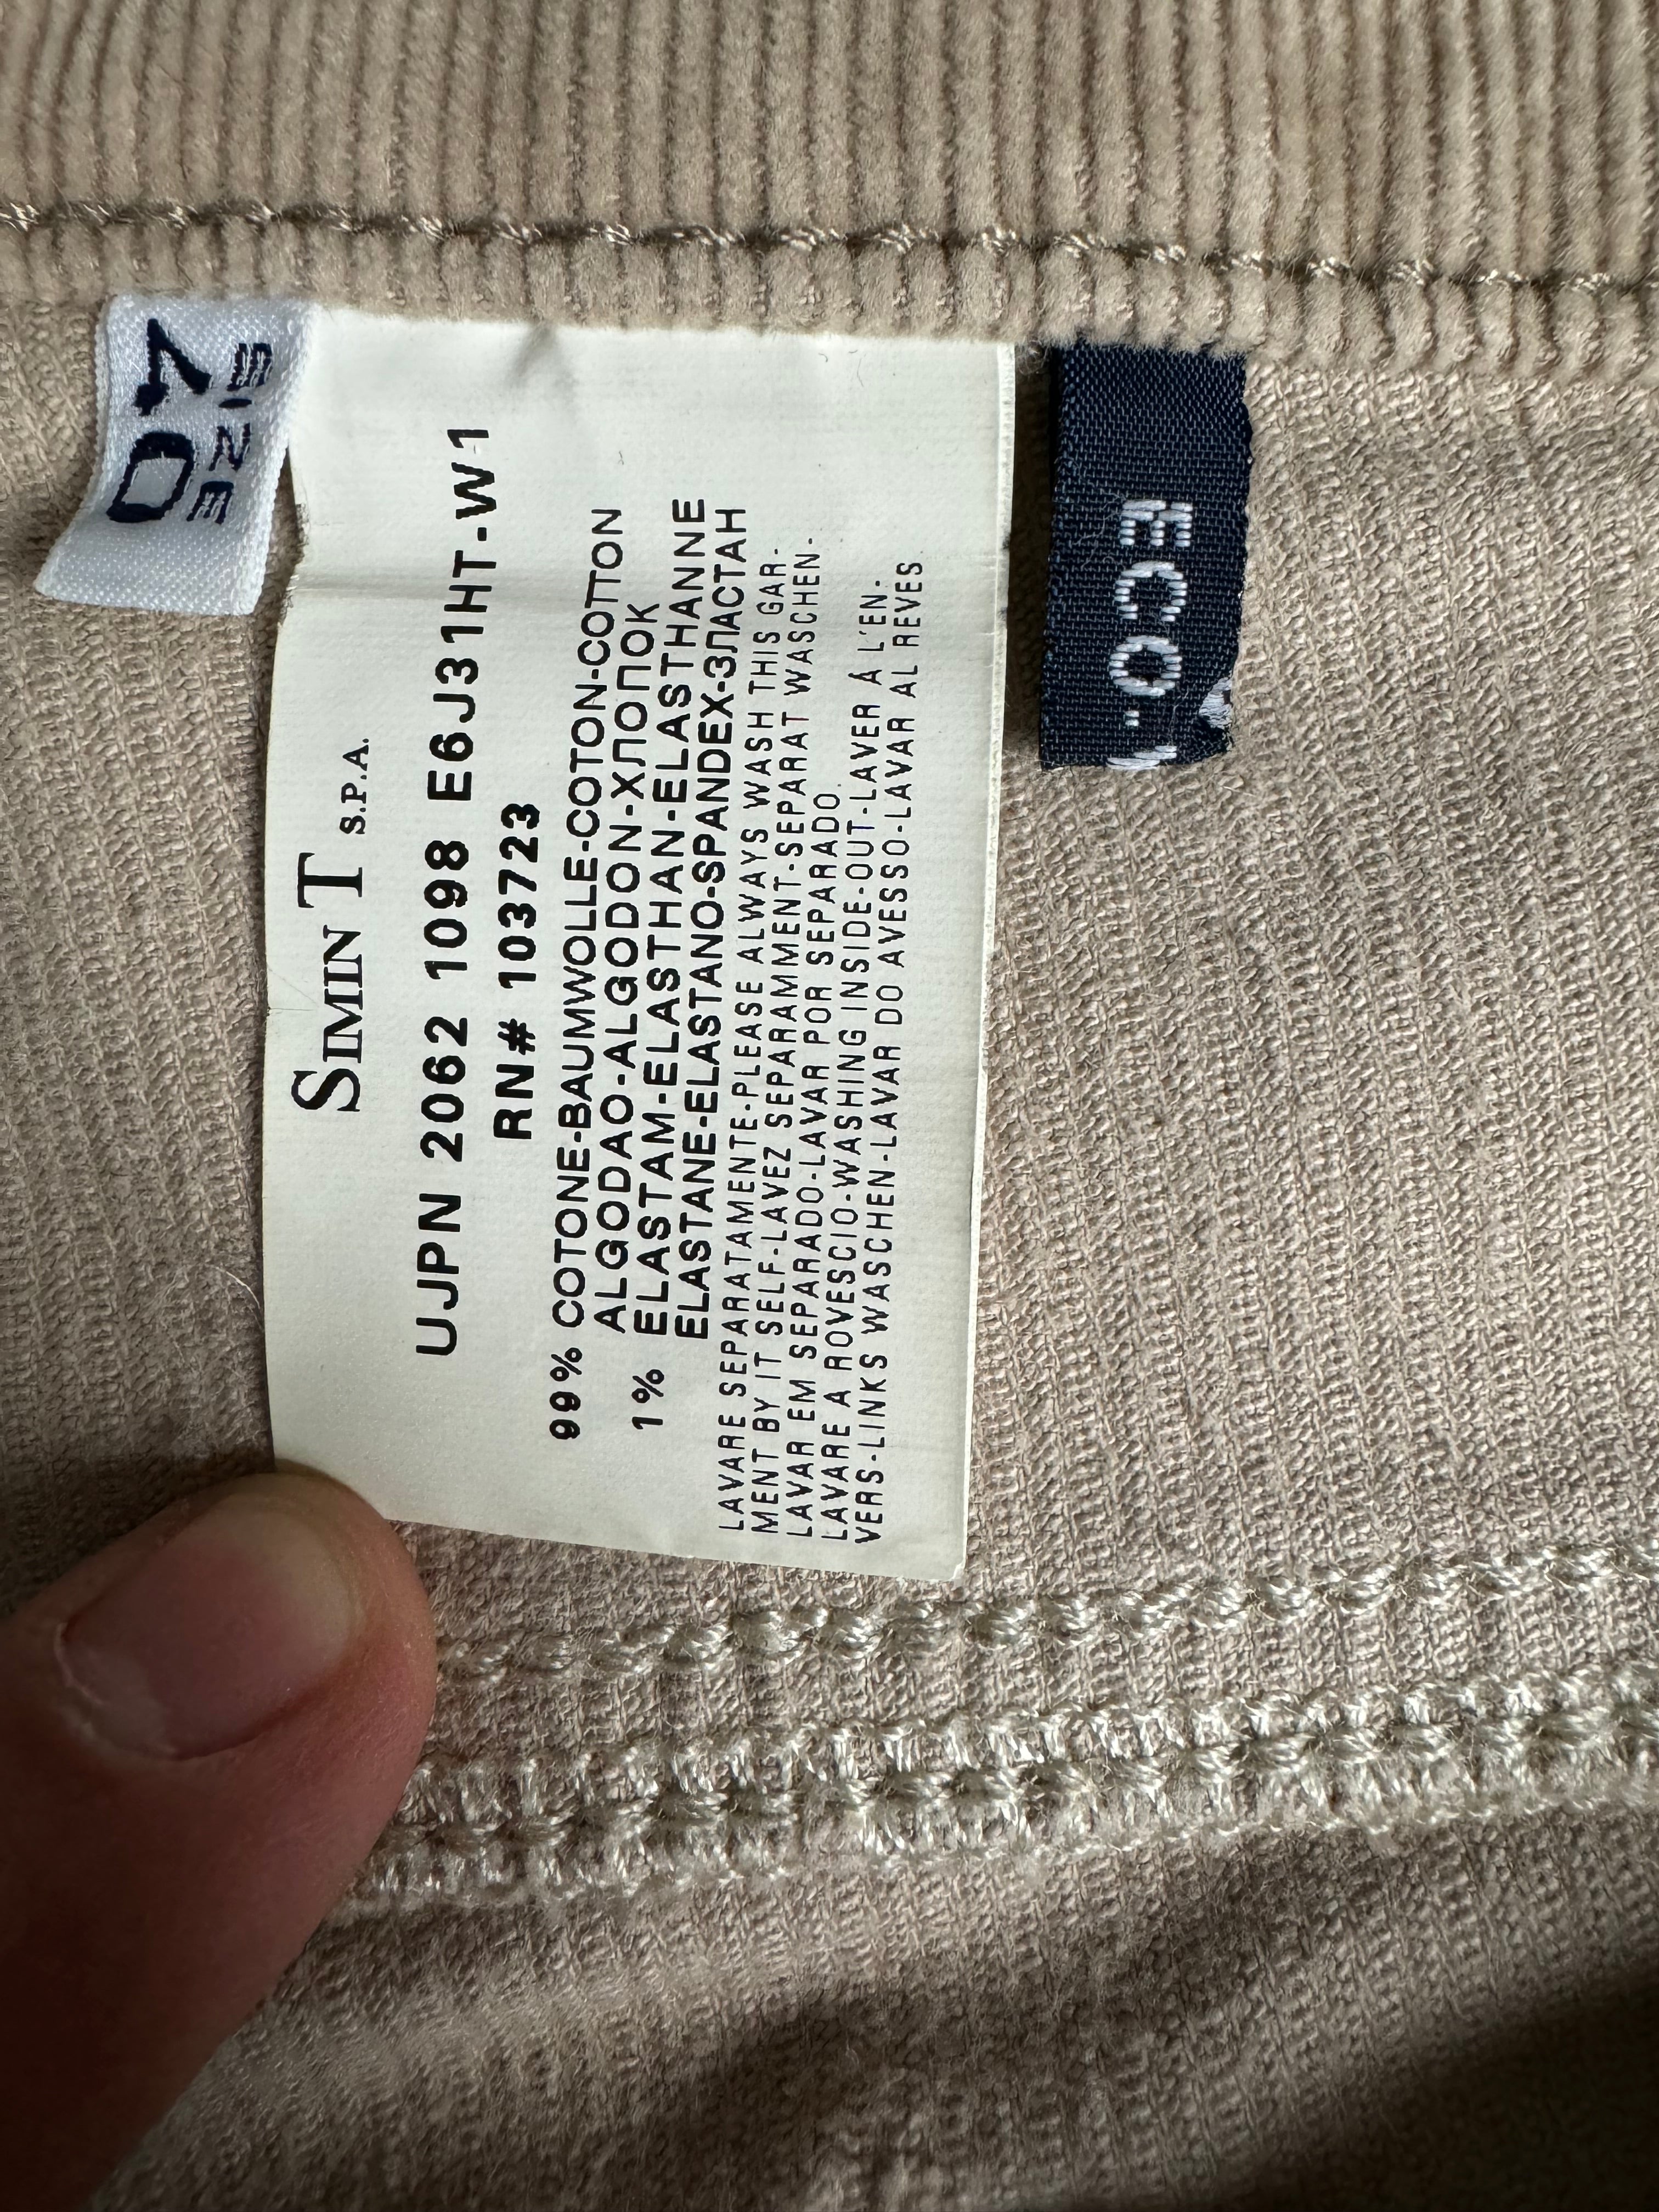 SIZE
40
SIMINT S.P.A.
UJPN 2062 1098 E6J31HT-W1
RN# 103723
99% COTONE-BAUMWOLLE-COTON-COTTON
ALGODAO-ALGODON-ХЛОПОК
1% ELASTAM-ELASTHAN-ELASTHANNE
ELASTANE-ELASTANO-SPANDEX-ЭЛАСТАН
LAVARE SEPARATAMENTE-PLEASE ALWAYS WASH THIS GAR-
MENT BY IT SELF-LAVEZ SEPARAMMENT-SEPARAT WASCHEN-
LAVAR EM SEPARADO-LAVAR POR SEPARADO.
LAVARE A ROVESCIO-WASHING INSIDE-OUT-LAVER À L'EN-
VERS-LINKS WASCHEN-LAVAR DO AVESSO-LAVAR AL REVES
ECO-